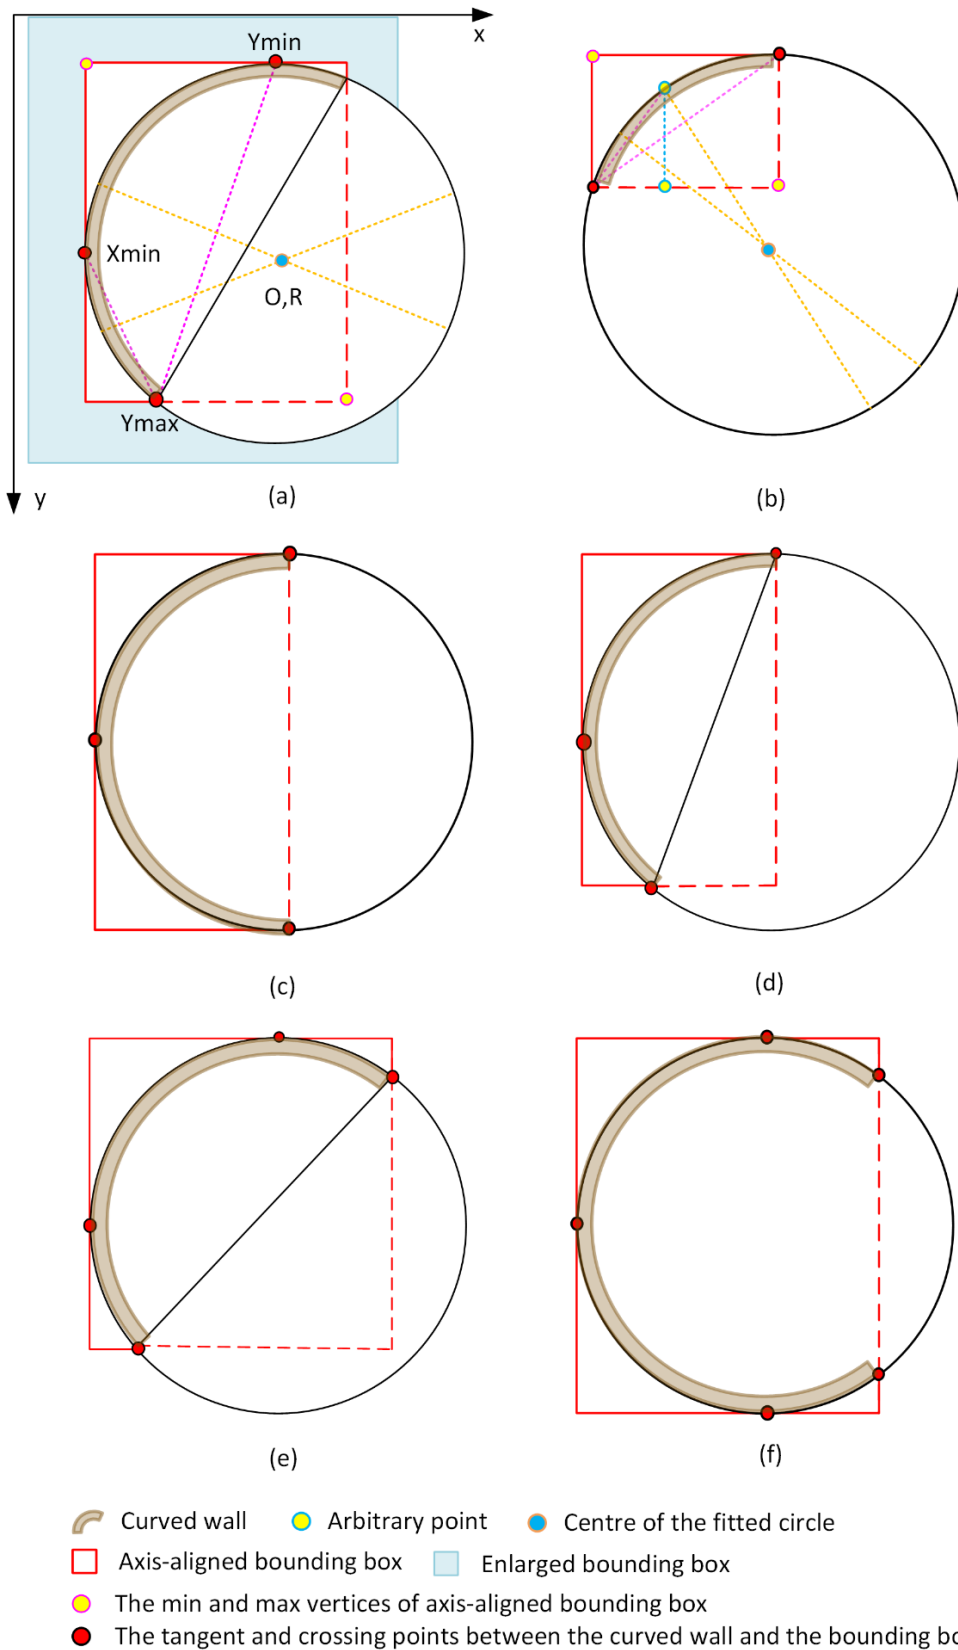 x
Ymin
Xmin
O,R
Ymax
y
(a)
(b)
(c)
(d)
(e)
(f)
Curved wall
Arbitrary point
Centre of the fitted circle
Axis-aligned bounding box
Enlarged bounding box
The min and max vertices of axis-aligned bounding box
The tangent and crossing points between the curved wall and the bounding